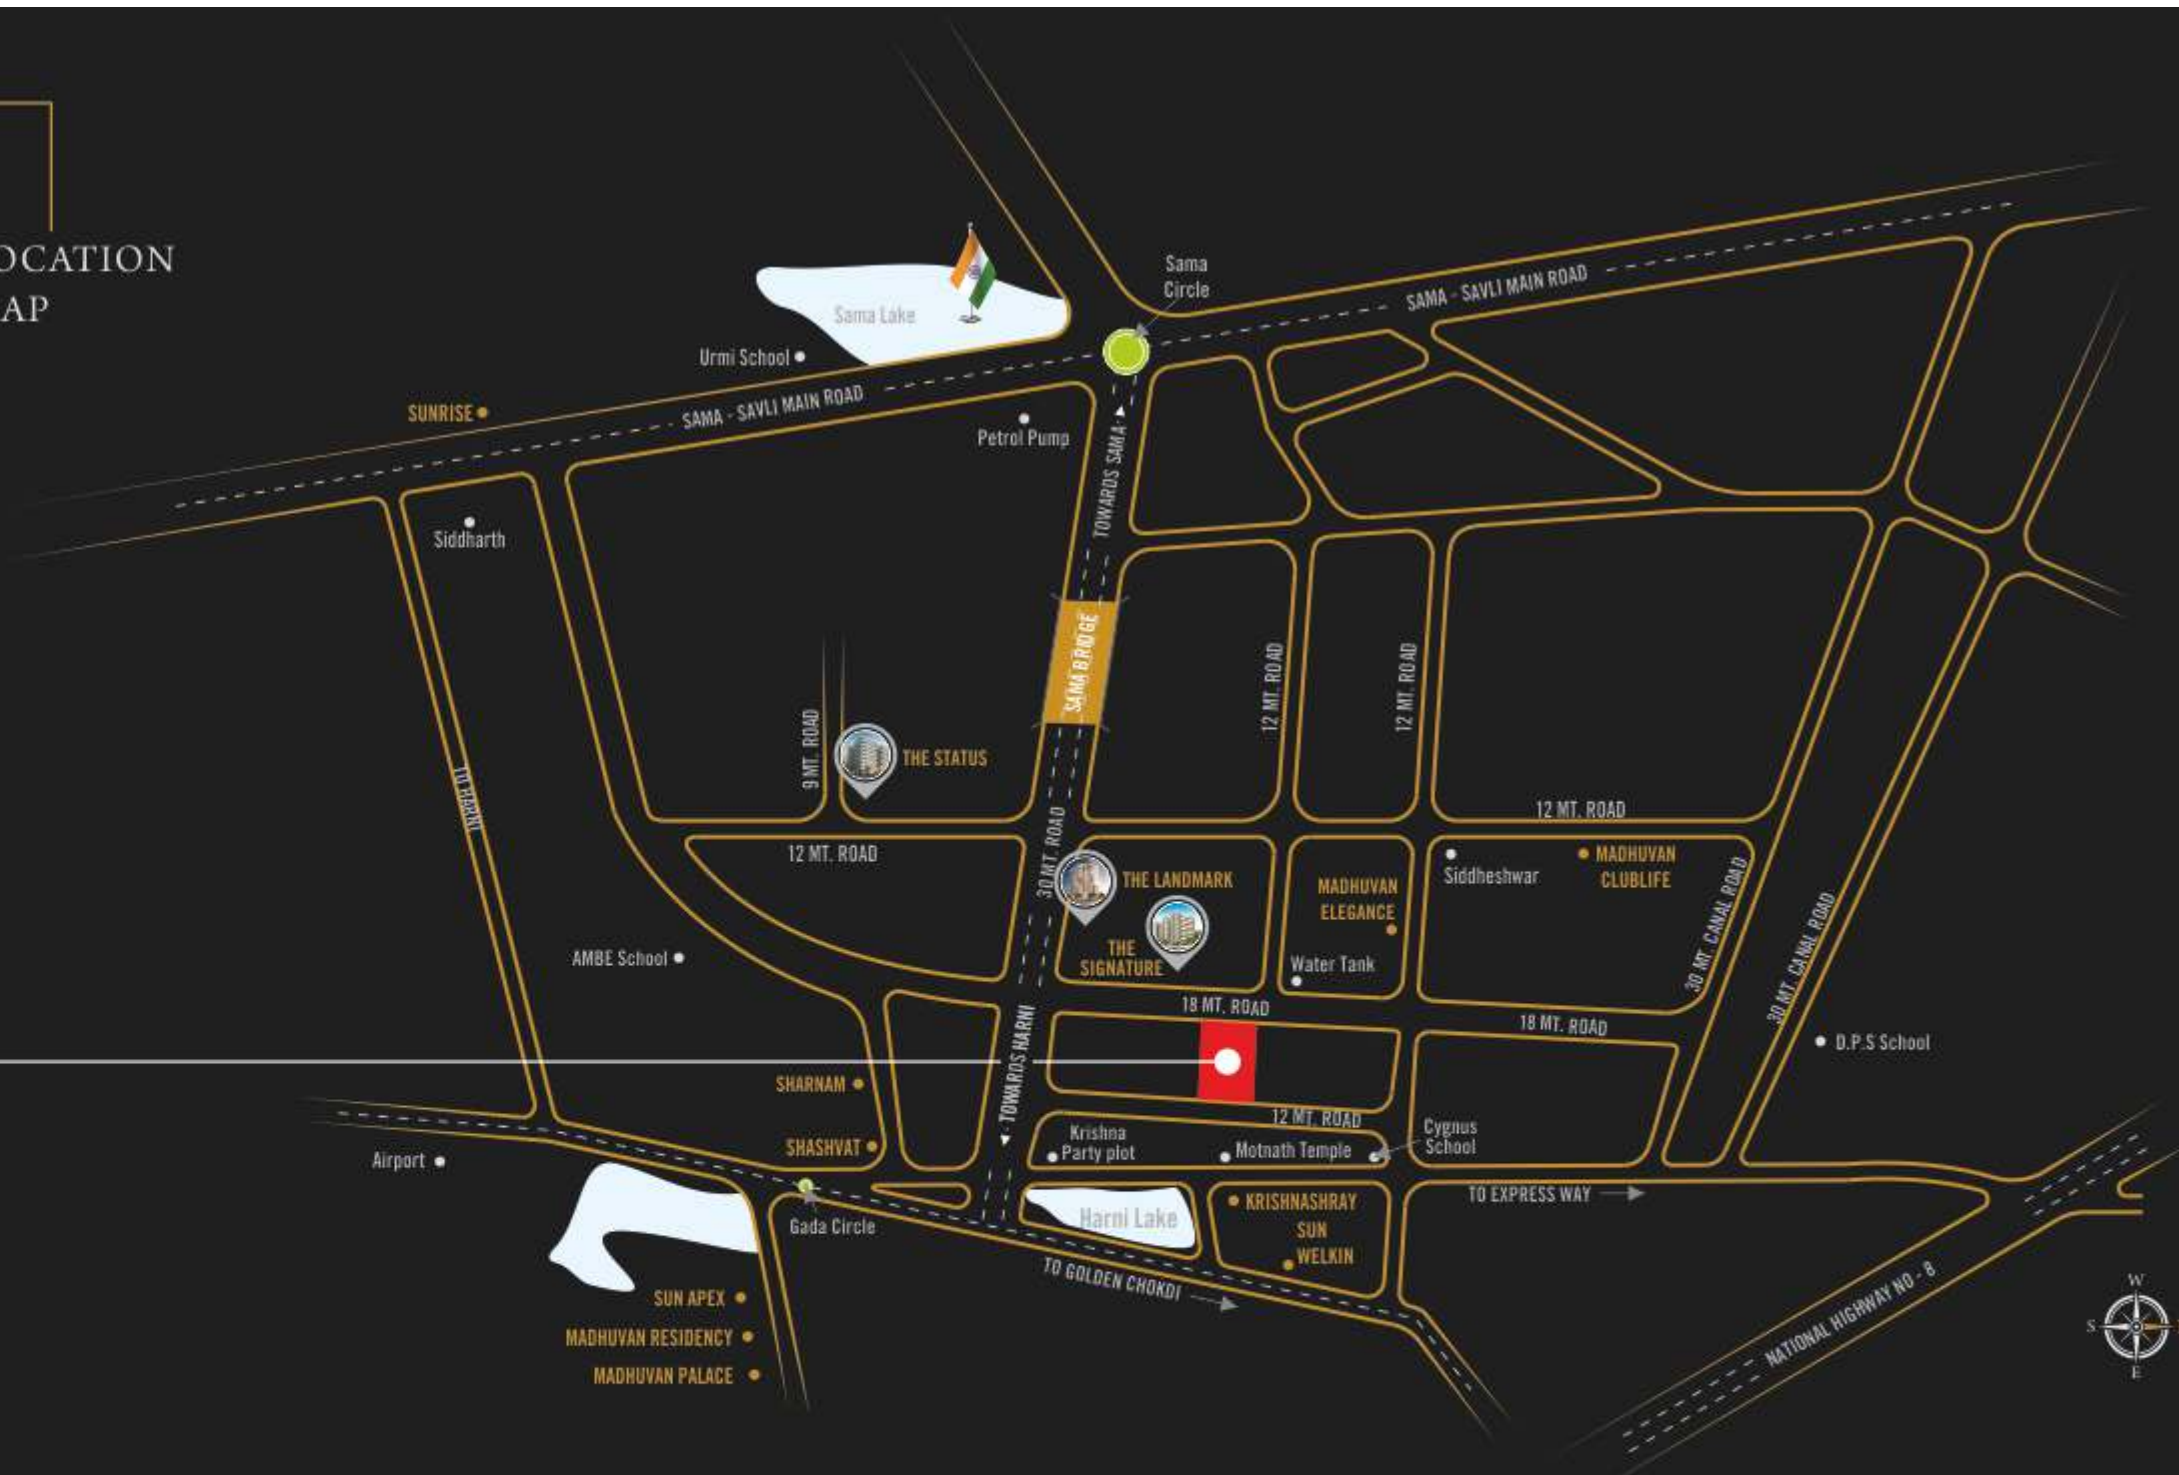 OCATION
AP
Sama
Circle
SAMA - SAVLI MAIN ROAD
Sama Lake
Urmi School
SAMA - SAVLI MAIN ROAD
SUNRISE
Petrol Pump
TOWARDS SAMA
Siddharth
SAMA BRIDGE
12 MT. ROAD
12 MT. ROAD
9 MT. ROAD
THE STATUS
TO HARNI
12 MT. ROAD
30 MT. ROAD
12 MT. ROAD
THE LANDMARK
MADHUVAN
ELEGANCE
Siddheshwar
MADHUVAN
CLUBLIFE
30 MT. CANAL ROAD
30 MT. CANAL ROAD
THE
SIGNATURE
AMBE School
Water Tank
18 MT. ROAD
18 MT. ROAD
D.P.S School
TOWARDS HARNI
SHARNAM
12 MT. ROAD
Krishna
Party plot
Motnath Temple
Cygnus
School
SHASHVAT
Airport
TO EXPRESS WAY
Gada Circle
Harni Lake
KRISHNASHRAY
SUN
WELKIN
TO GOLDEN CHOKDI
SUN APEX
MADHUVAN RESIDENCY
MADHUVAN PALACE
NATIONAL HIGHWAY NO - 8
W
S
E